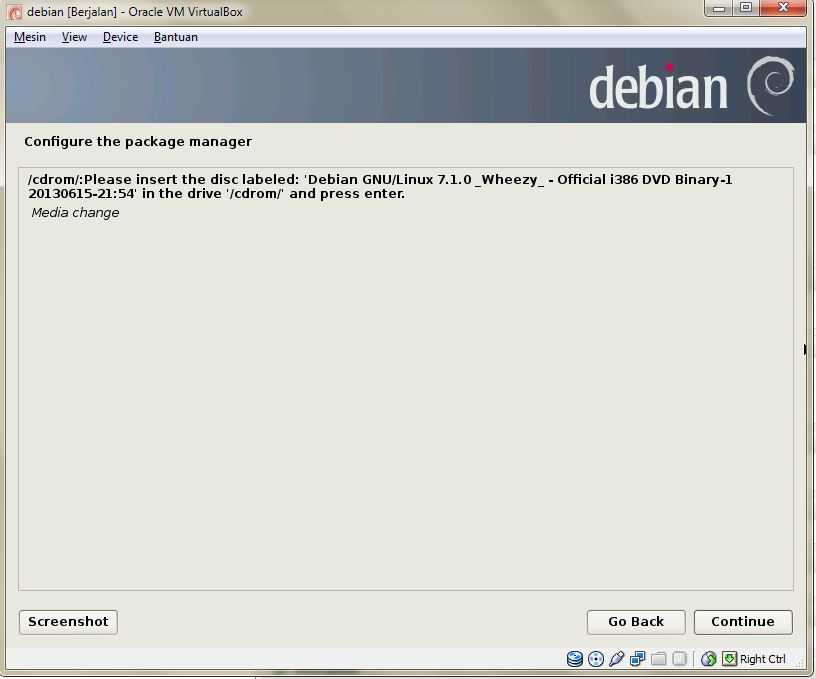 debian [Berjalan] - Oracle VM VirtualBox
Mesin View Device Bantuan
debian
Configure the package manager
/cdrom/:Please insert the disc labeled: 'Debian GNU/Linux 7.1.0 _Wheezy_ - Official i386 DVD Binary-1
20130615-21:54' in the drive '/cdrom/' and press enter.
Media change
Screenshot Go Back Continue
Right Ctrl